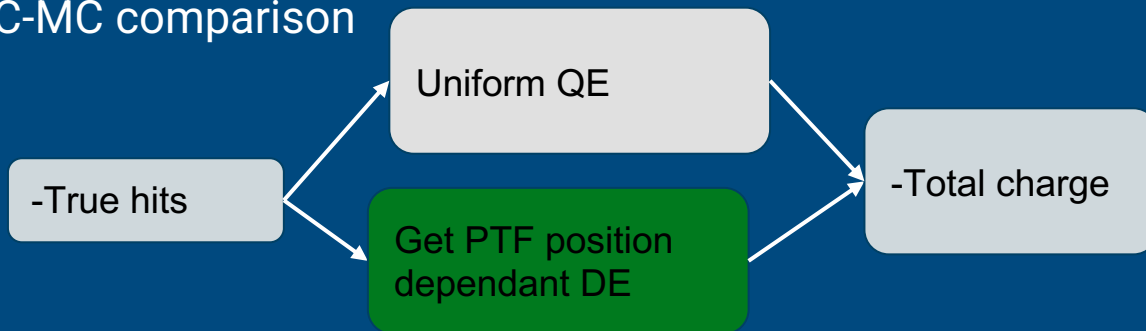 C-MC comparison
Uniform QE
-True hits
Get PTF position
dependant DE
-Total charge